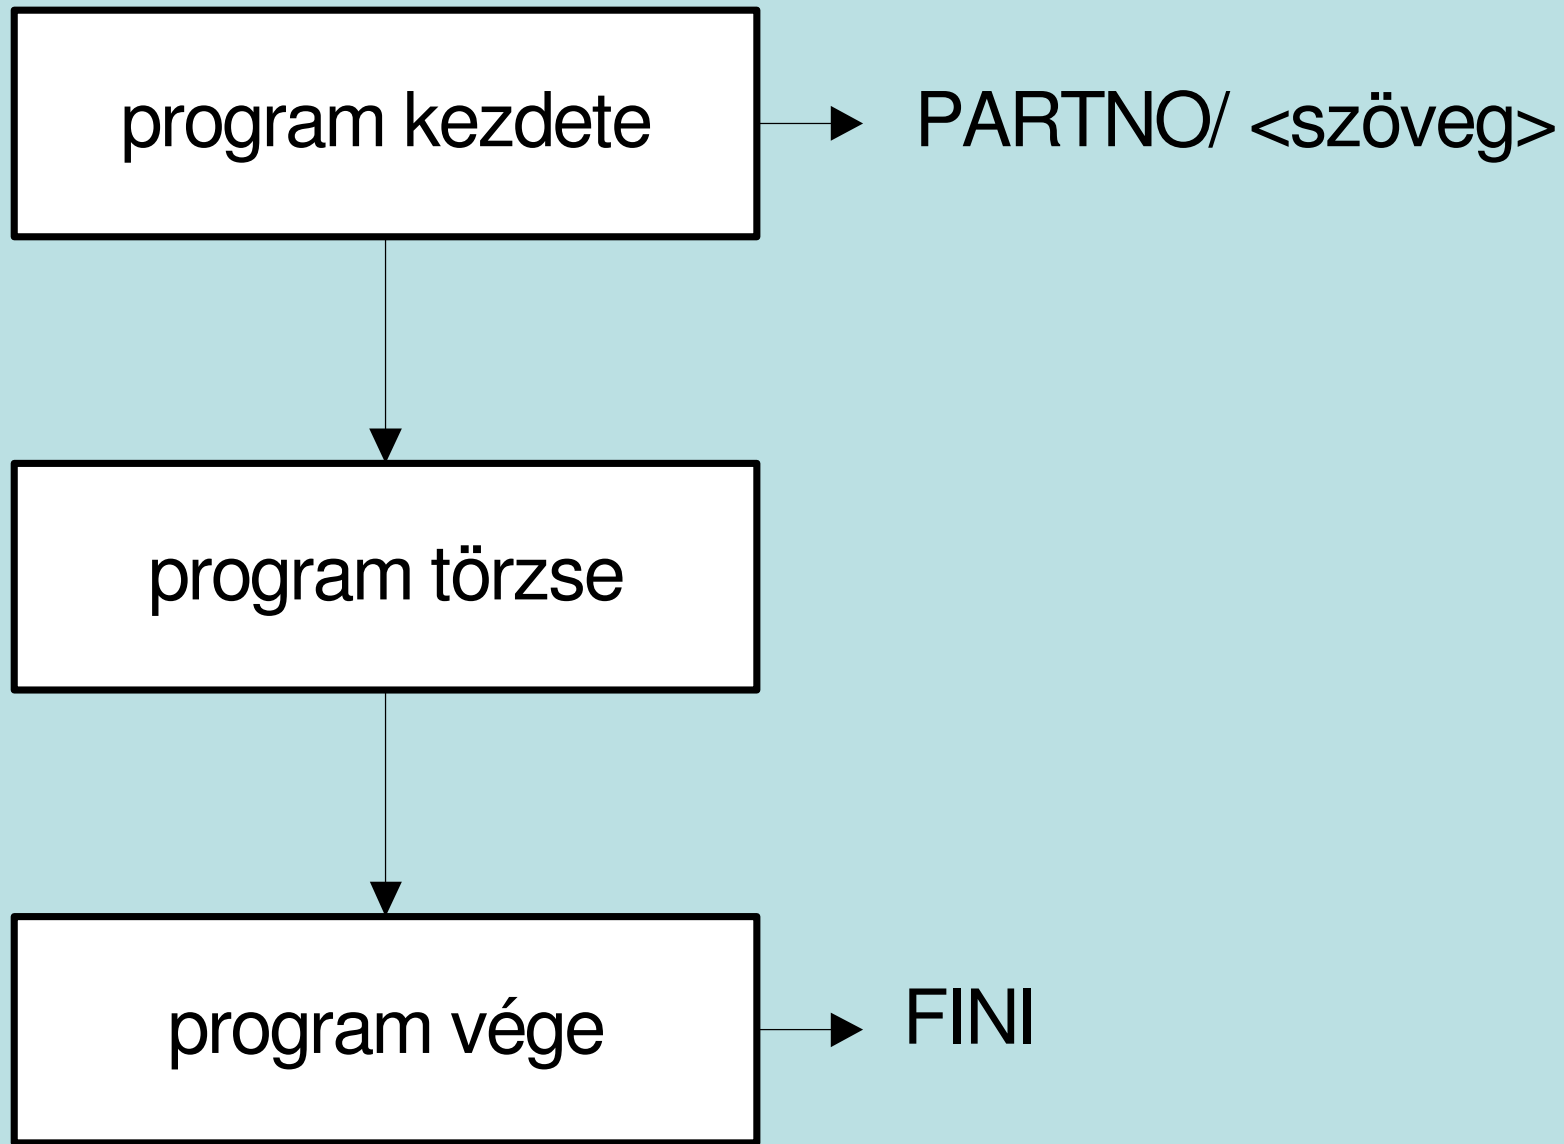 program kezdete
PARTNO/ <szöveg>
program törzse
program vége
FINI